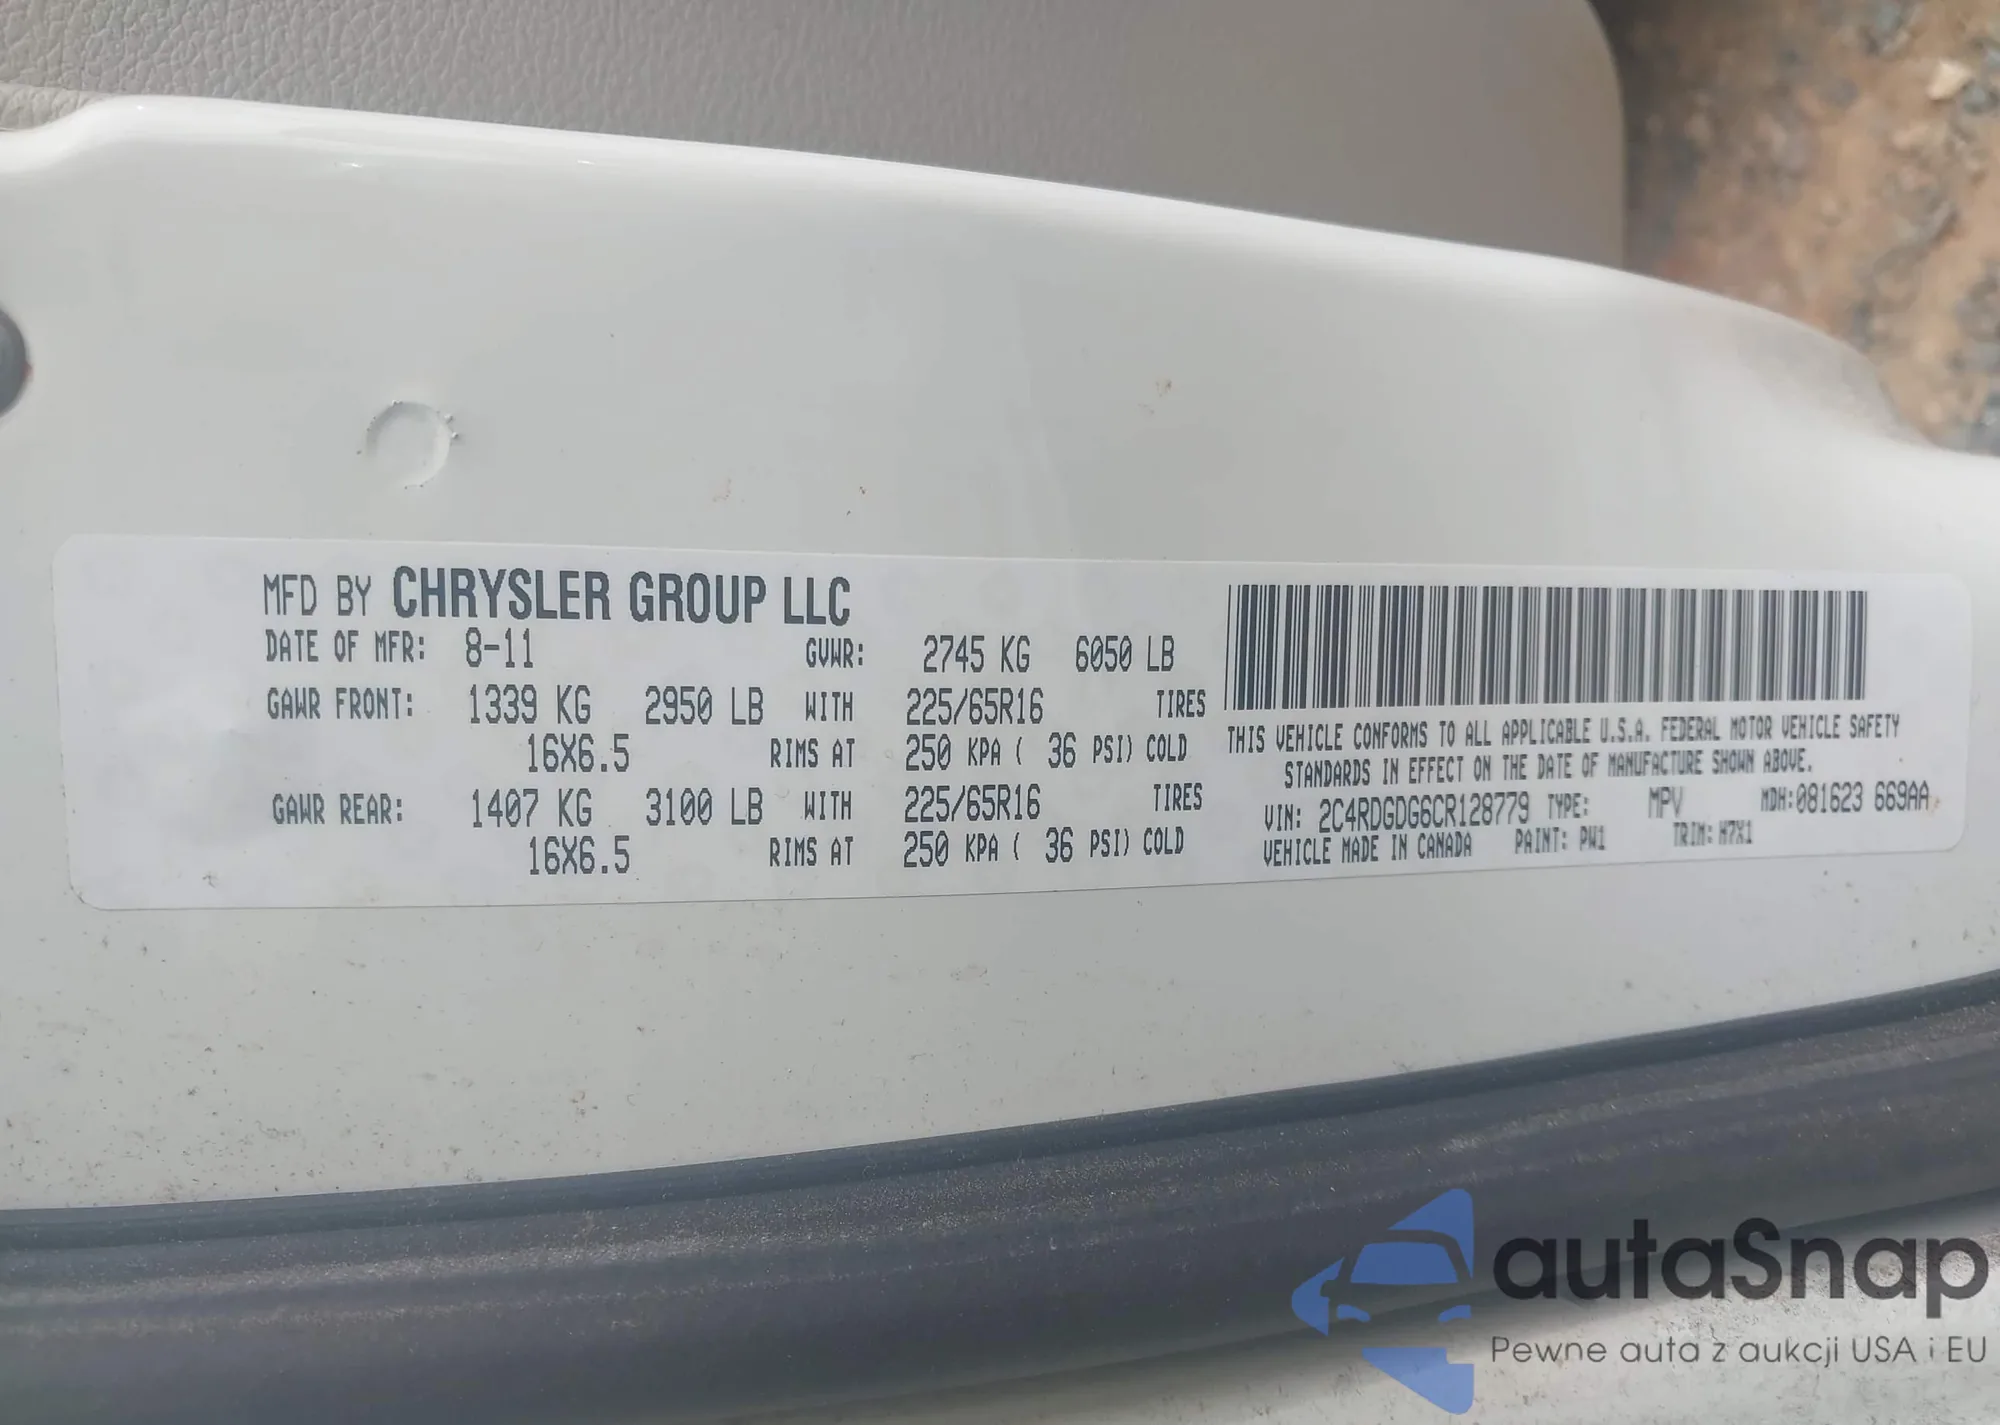 MFD BY CHRYSLER GROUP LLC
DATE OF MFR: 8-11 GVWR: 2745 KG 6050 LB
GAWR FRONT: 1339 KG 2950 LB WITH 225/65R16 TIRES
16X6.5 RIMS AT 250 KPA ( 36 PSI) COLD
GAWR REAR: 1407 KG 3100 LB WITH 225/65R16 TIRES
16X6.5 RIMS AT 250 KPA ( 36 PSI) COLD
THIS VEHICLE CONFORMS TO ALL APPLICABLE U.S.A. FEDERAL MOTOR VEHICLE SAFETY
STANDARDS IN EFFECT ON THE DATE OF MANUFACTURE SHOWN ABOVE.
VIN: 2C4RDGDG6CR128779 TYPE: MPV MDH:081623 669AA
VEHICLE MADE IN CANADA PAINT: PW1 TRIM: H7X1
autaSnap
Pewne auta z aukcji USA i EU